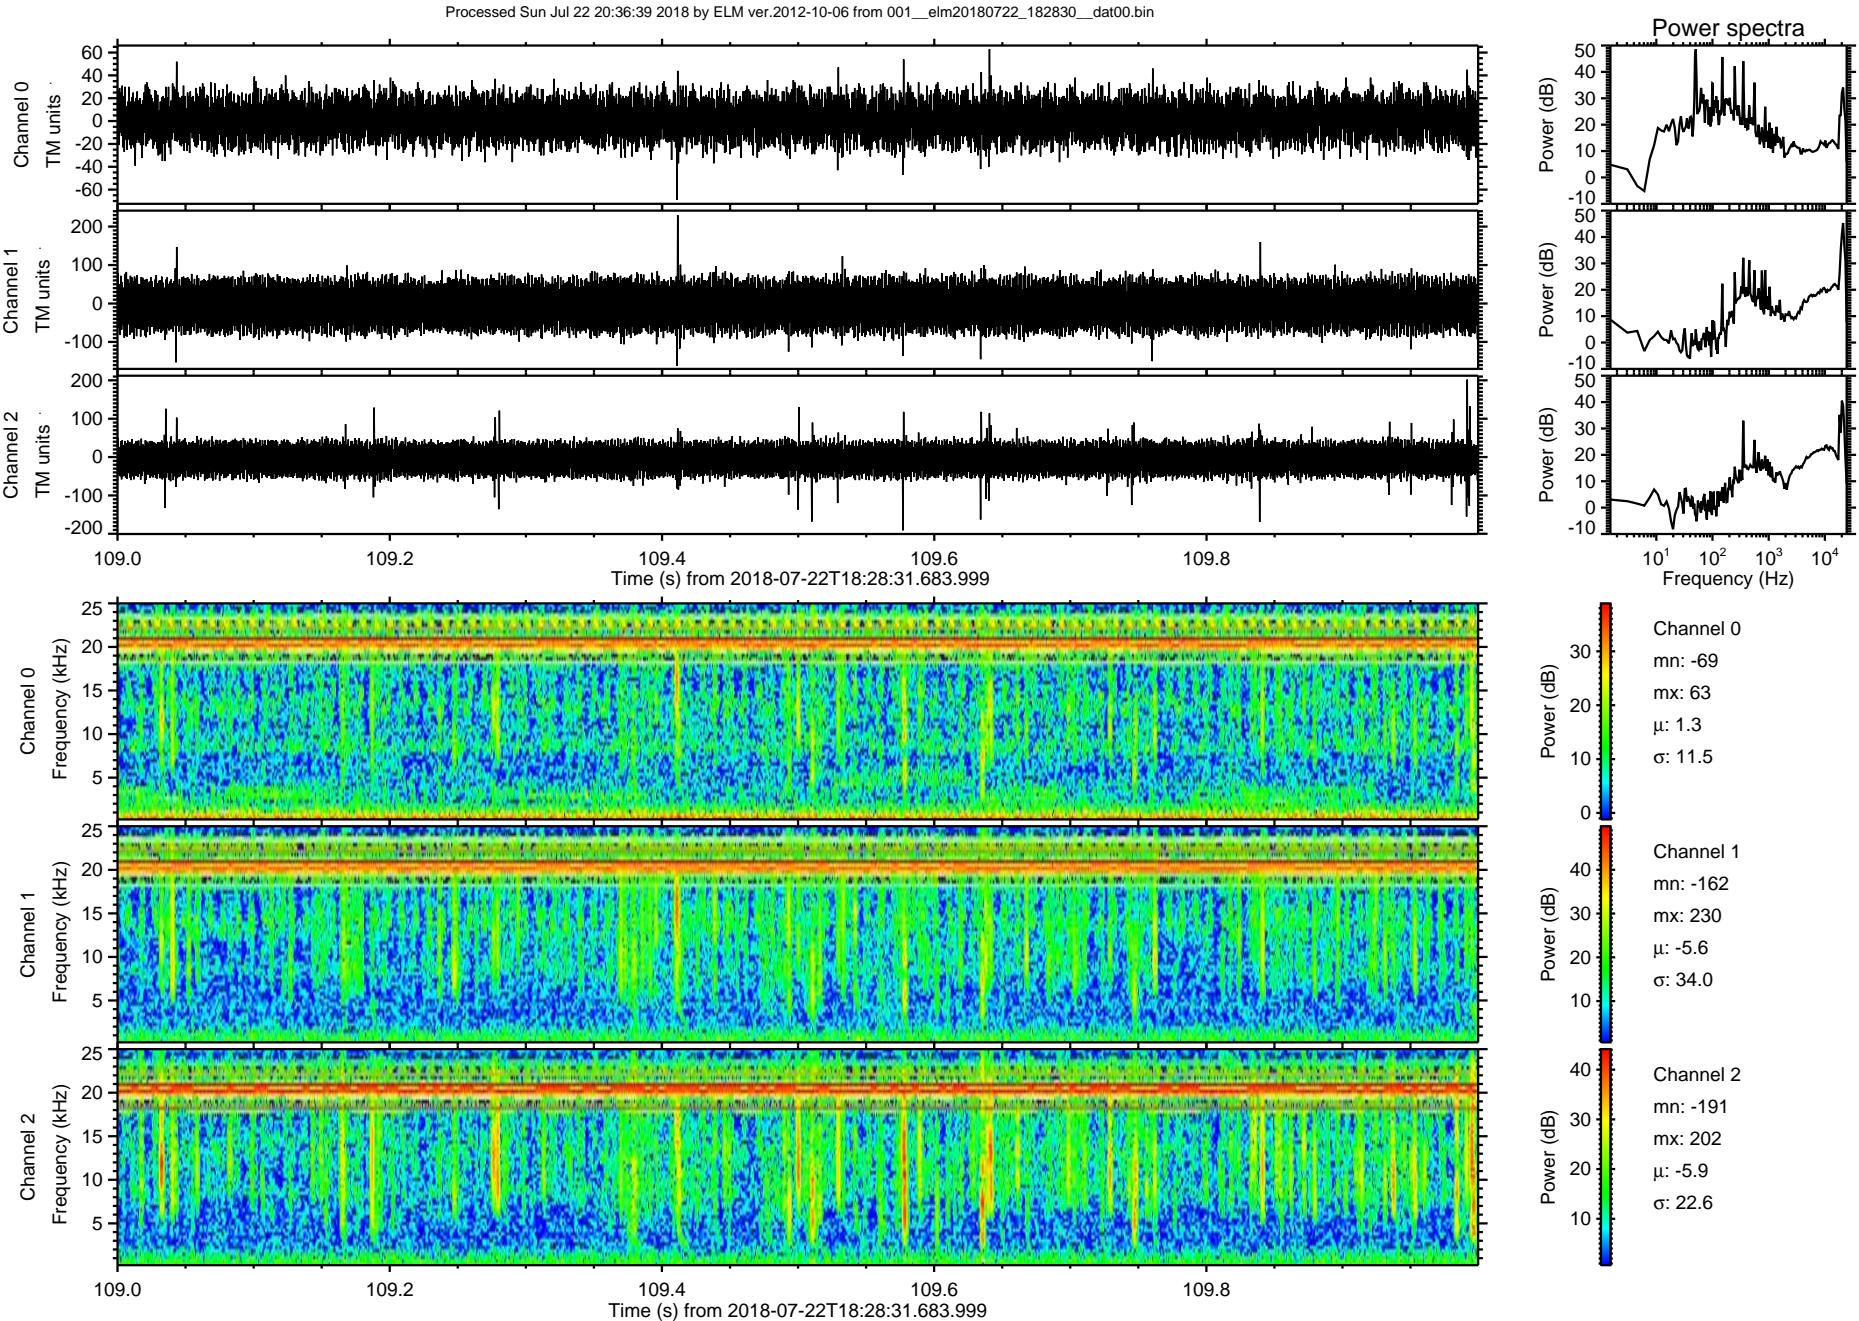 Processed Sun Jul 22 20:36:39 2018 by ELM ver.2012-10-06 from 001__elm20180722_182830__dat00.bin
Power spectra
Channel 0
TM units
60
40
20
0
-20
-40
-60
Power (dB)
50
40
30
20
10
0
-10
Channel 1
TM units
200
100
0
-100
Power (dB)
50
40
30
20
10
0
-10
Channel 2
TM units
200
100
0
-100
-200
Power (dB)
50
40
30
20
10
0
-10
109.0 109.2 109.4 109.6 109.8
Time (s) from 2018-07-22T18:28:31.683.999
10¹ 10² 10³ 10⁴
Frequency (Hz)
Channel 0
Frequency (kHz)
25
20
15
10
5
Power (dB)
30
20
10
0
Channel 0
mn: -69
mx: 63
μ: 1.3
σ: 11.5
Channel 1
Frequency (kHz)
25
20
15
10
5
Power (dB)
40
30
20
10
Channel 1
mn: -162
mx: 230
μ: -5.6
σ: 34.0
Channel 2
Frequency (kHz)
25
20
15
10
5
Power (dB)
40
30
20
10
Channel 2
mn: -191
mx: 202
μ: -5.9
σ: 22.6
109.0 109.2 109.4 109.6 109.8
Time (s) from 2018-07-22T18:28:31.683.999